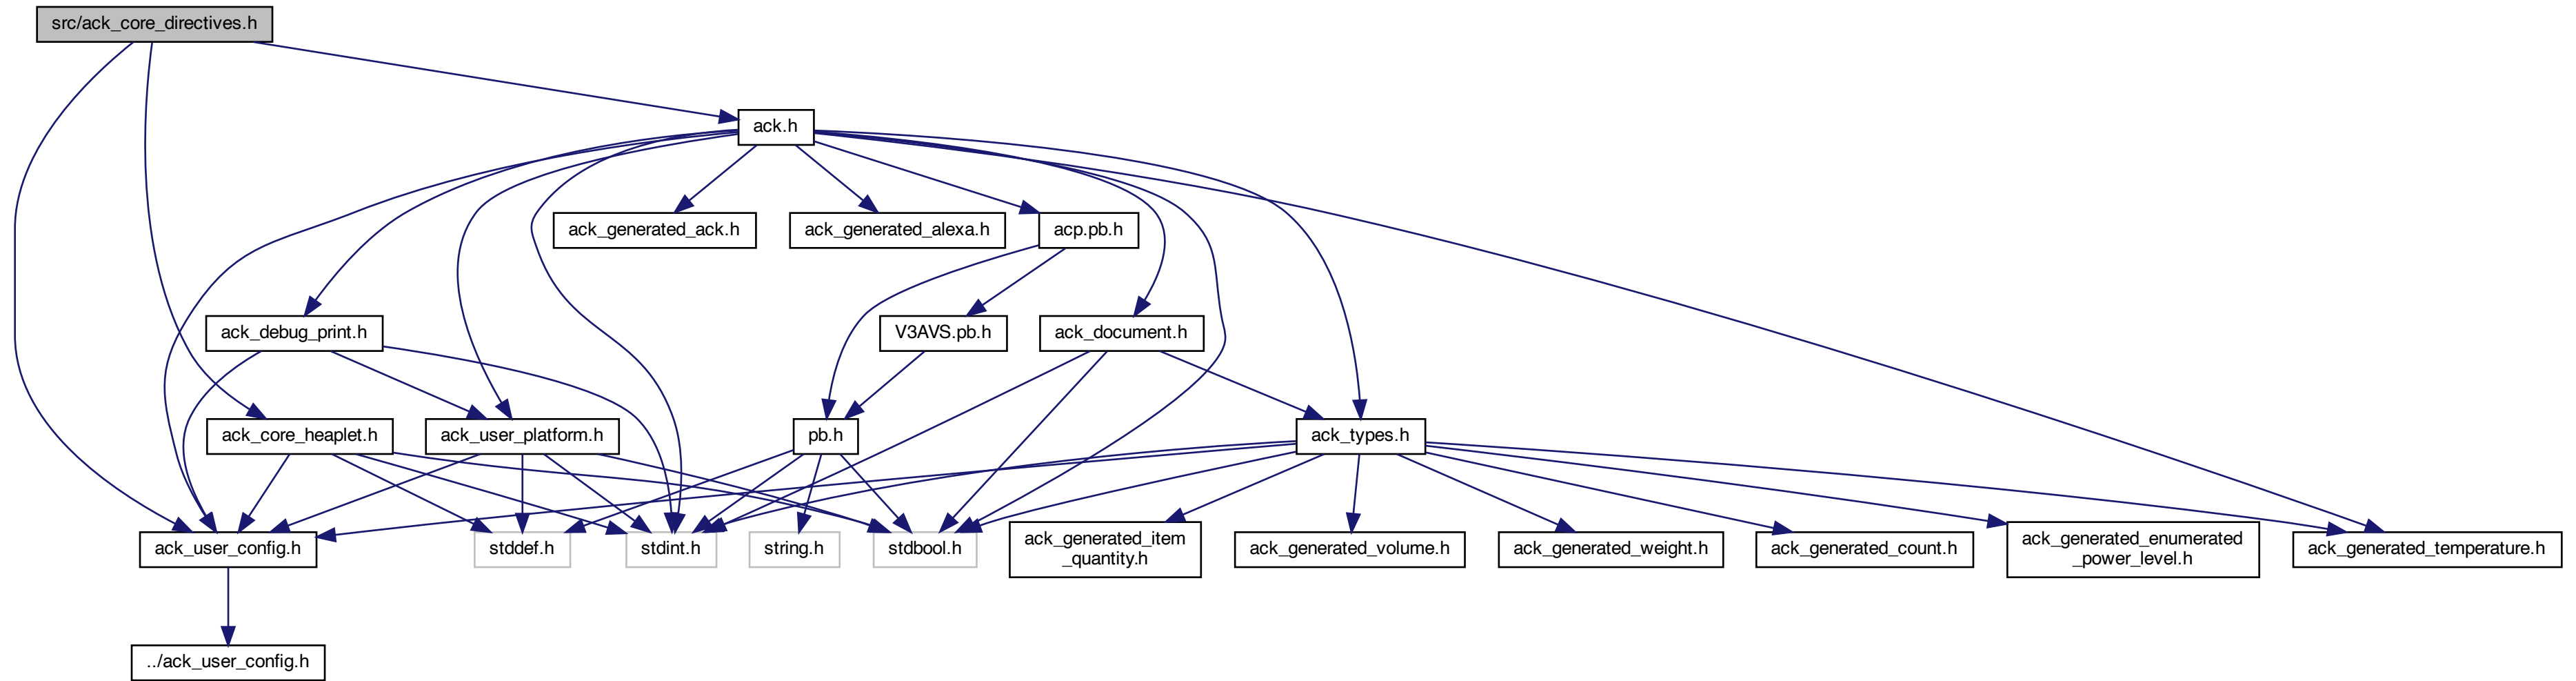 src/ack_core_directives.h
ack.h
ack_generated_ack.h
ack_generated_alexa.h
acp.pb.h
ack_debug_print.h
V3AVS.pb.h
ack_document.h
ack_core_heaplet.h
ack_user_platform.h
pb.h
ack_types.h
ack_user_config.h
stddef.h
stdint.h
string.h
stdbool.h
ack_generated_item
_quantity.h
ack_generated_volume.h
ack_generated_weight.h
ack_generated_count.h
ack_generated_enumerated
_power_level.h
ack_generated_temperature.h
../ack_user_config.h